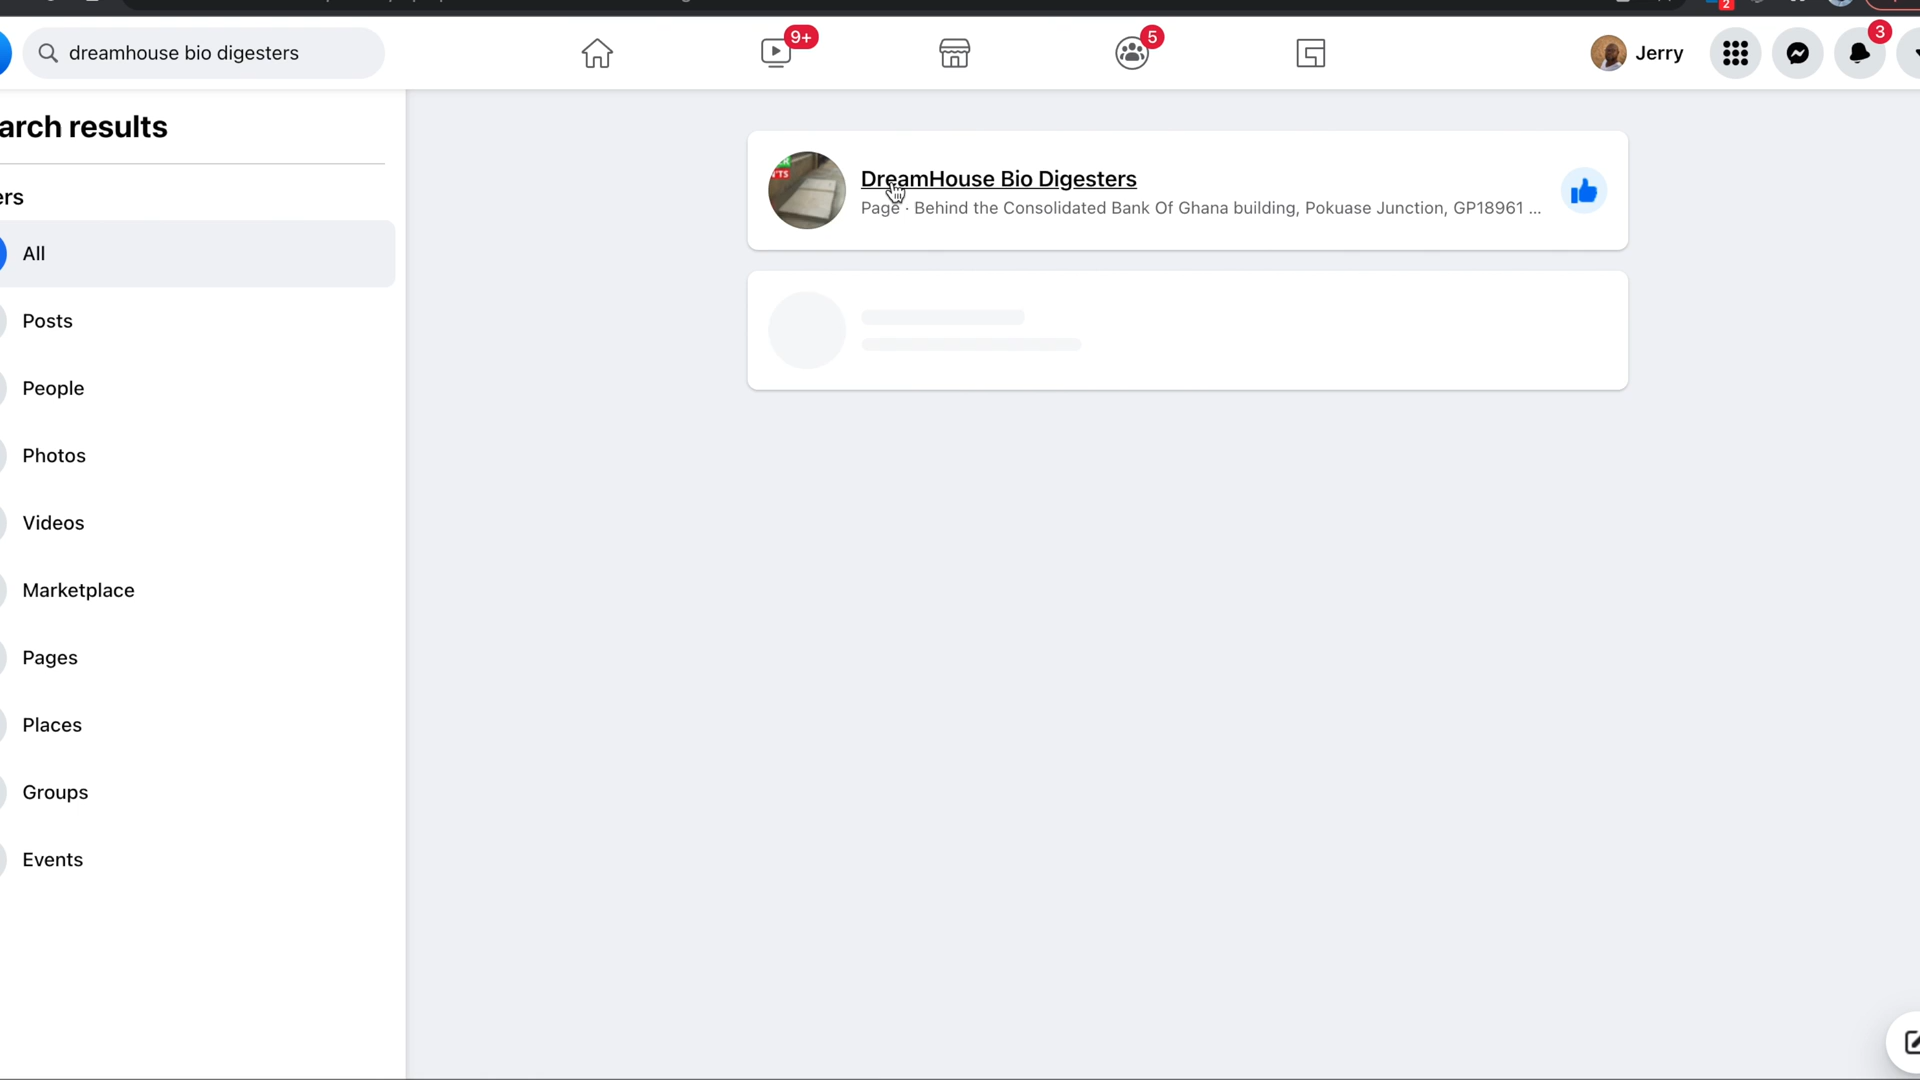 2
dreamhouse bio digesters
9+
5
Jerry
3
arch results
ers
All
Posts
People
Photos
Videos
Marketplace
Pages
Places
Groups
Events
DreamHouse Bio Digesters
Page · Behind the Consolidated Bank Of Ghana building, Pokuase Junction, GP18961 ...